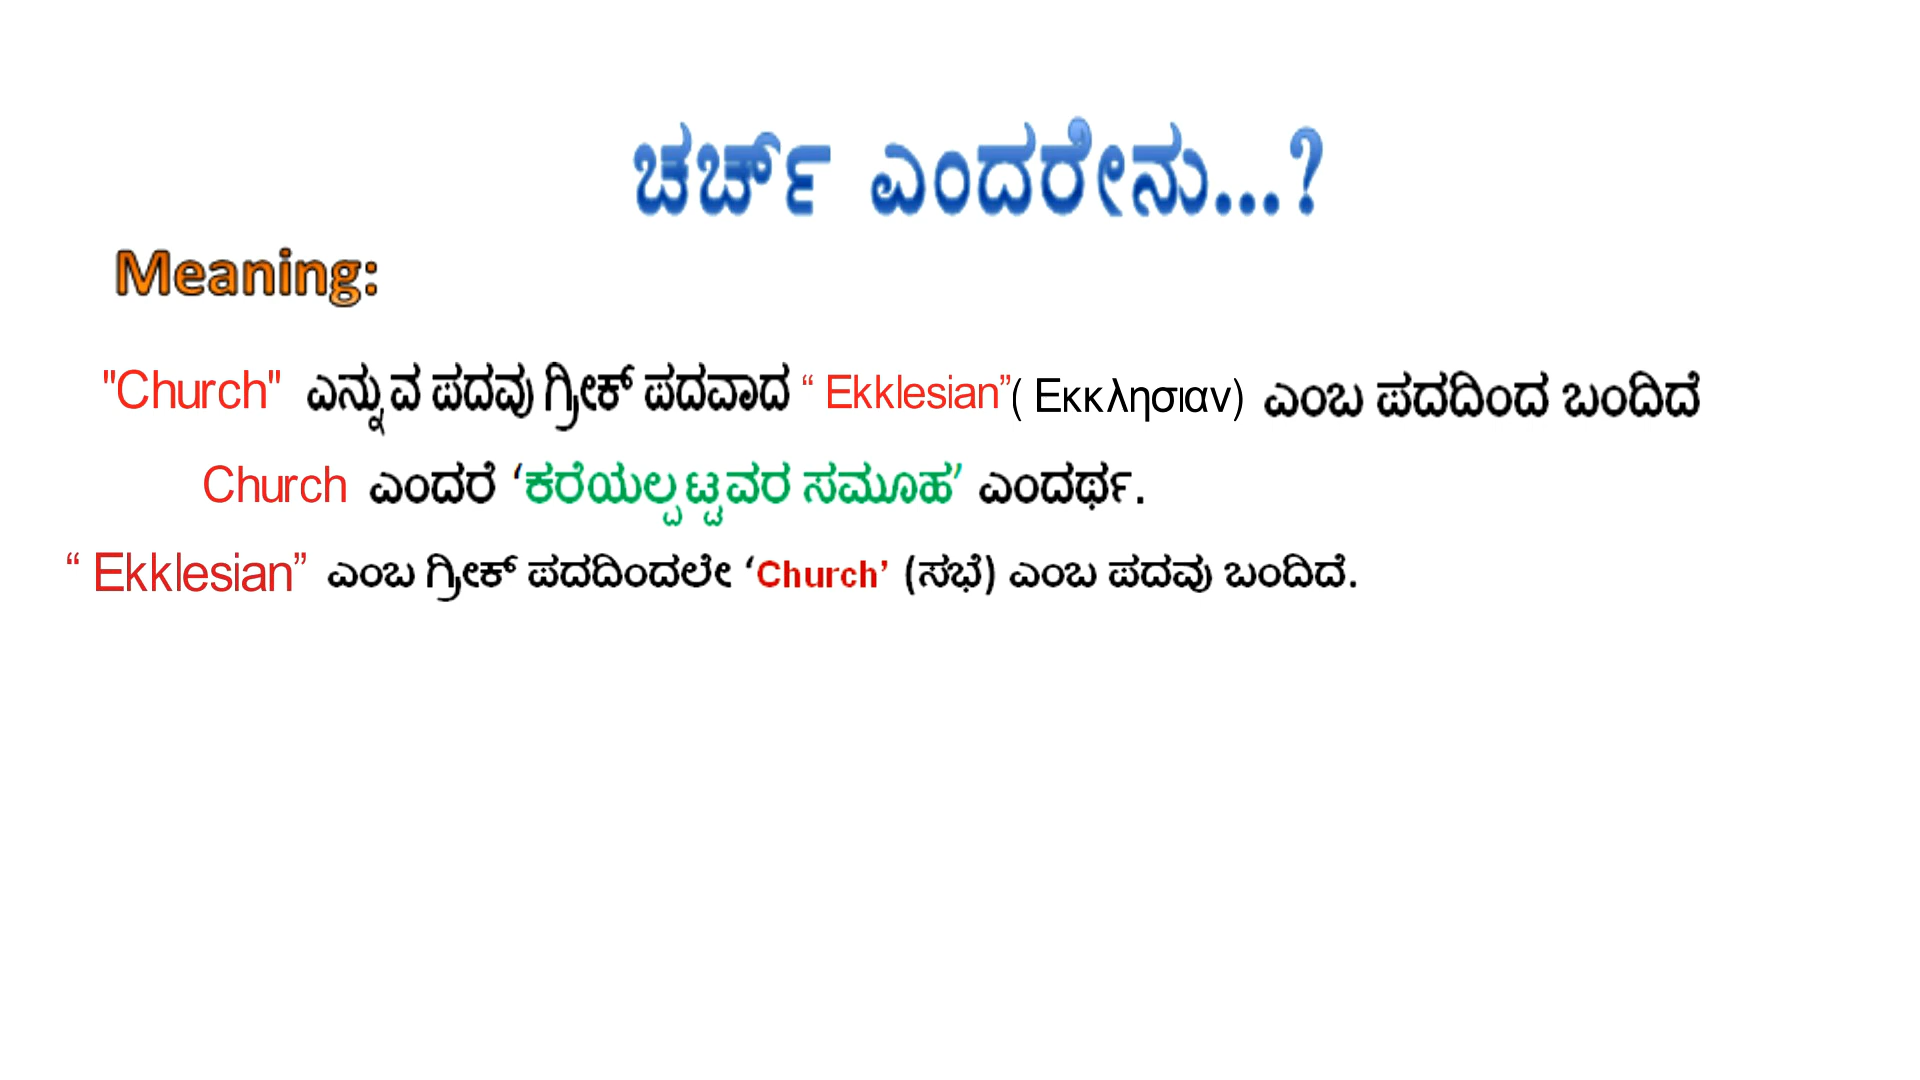 ಚರ್ಚ್ ಎಂದರೇನು...?
Meaning:
"Church" ಎನ್ನುವ ಪದವು ಗ್ರೀಕ್ ಪದವಾದ “ Ekklesian”( Εκκλησιαν) ಎಂಬ ಪದದಿಂದ ಬಂದಿದೆ
Church ಎಂದರೆ ‘ಕರೆಯಲ್ಪಟ್ಟವರ ಸಮೂಹ’ ಎಂದರ್ಥ.
“ Ekklesian” ಎಂಬ ಗ್ರೀಕ್ ಪದದಿಂದಲೇ ‘Church’ (ಸಭೆ) ಎಂಬ ಪದವು ಬಂದಿದೆ.